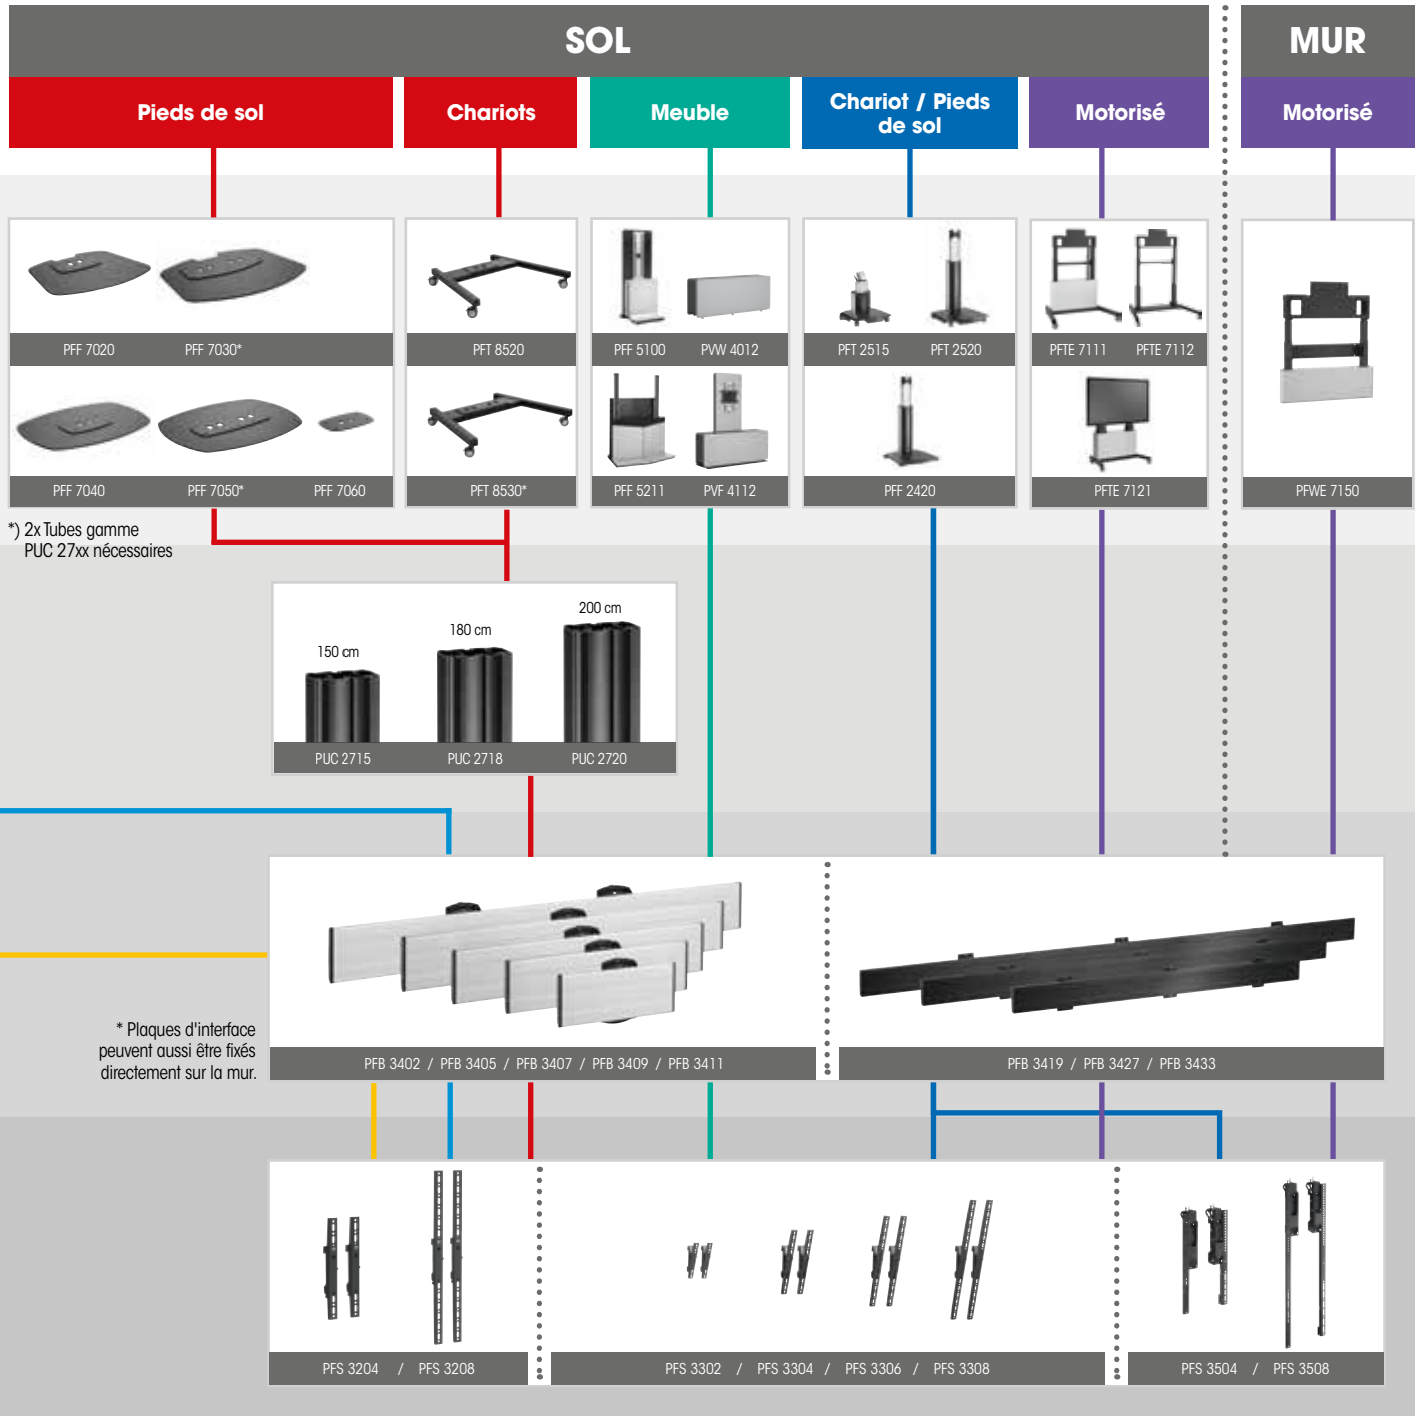 SOL
MUR
Pieds de sol
Chariots
Meuble
Chariot / Pieds
de sol
Motorisé
Motorisé
PFF 7020
PFF 7030*
PFT 8520
PFF 5100
PVW 4012
PFT 2515
PFT 2520
PFTE 7111
PFTE 7112
PFF 7040
PFF 7050*
PFF 7060
PFT 8530*
PFF 5211
PVF 4112
PFF 2420
PFTE 7121
PFWE 7150
*) 2x Tubes gamme
PUC 27xx nécessaires
150 cm
180 cm
200 cm
PUC 2715
PUC 2718
PUC 2720
* Plaques d'interface
peuvent aussi être fixés
directement sur la mur.
PFB 3402 / PFB 3405 / PFB 3407 / PFB 3409 / PFB 3411
PFB 3419 / PFB 3427 / PFB 3433
PFS 3204 / PFS 3208
PFS 3302 / PFS 3304 / PFS 3306 / PFS 3308
PFS 3504 / PFS 3508